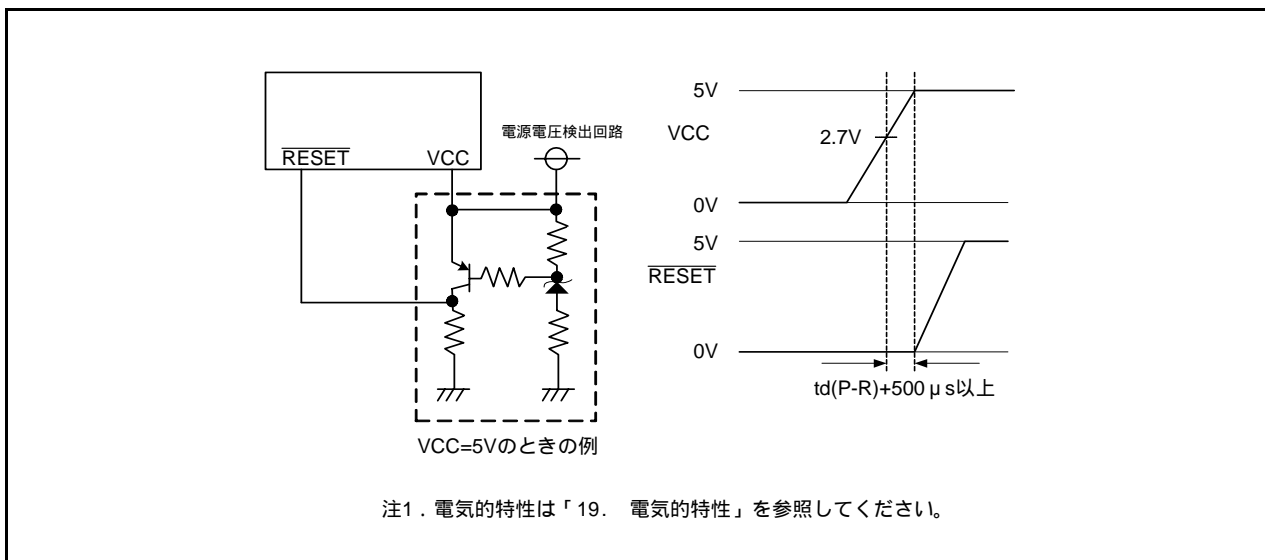 RESET VCC
電源電圧検出回路
VCC=5Vのときの例
5V
VCC
2.7V
0V
5V
RESET
0V
td(P-R)+500μs以上
注1．電気的特性は「19． 電気的特性」を参照してください。